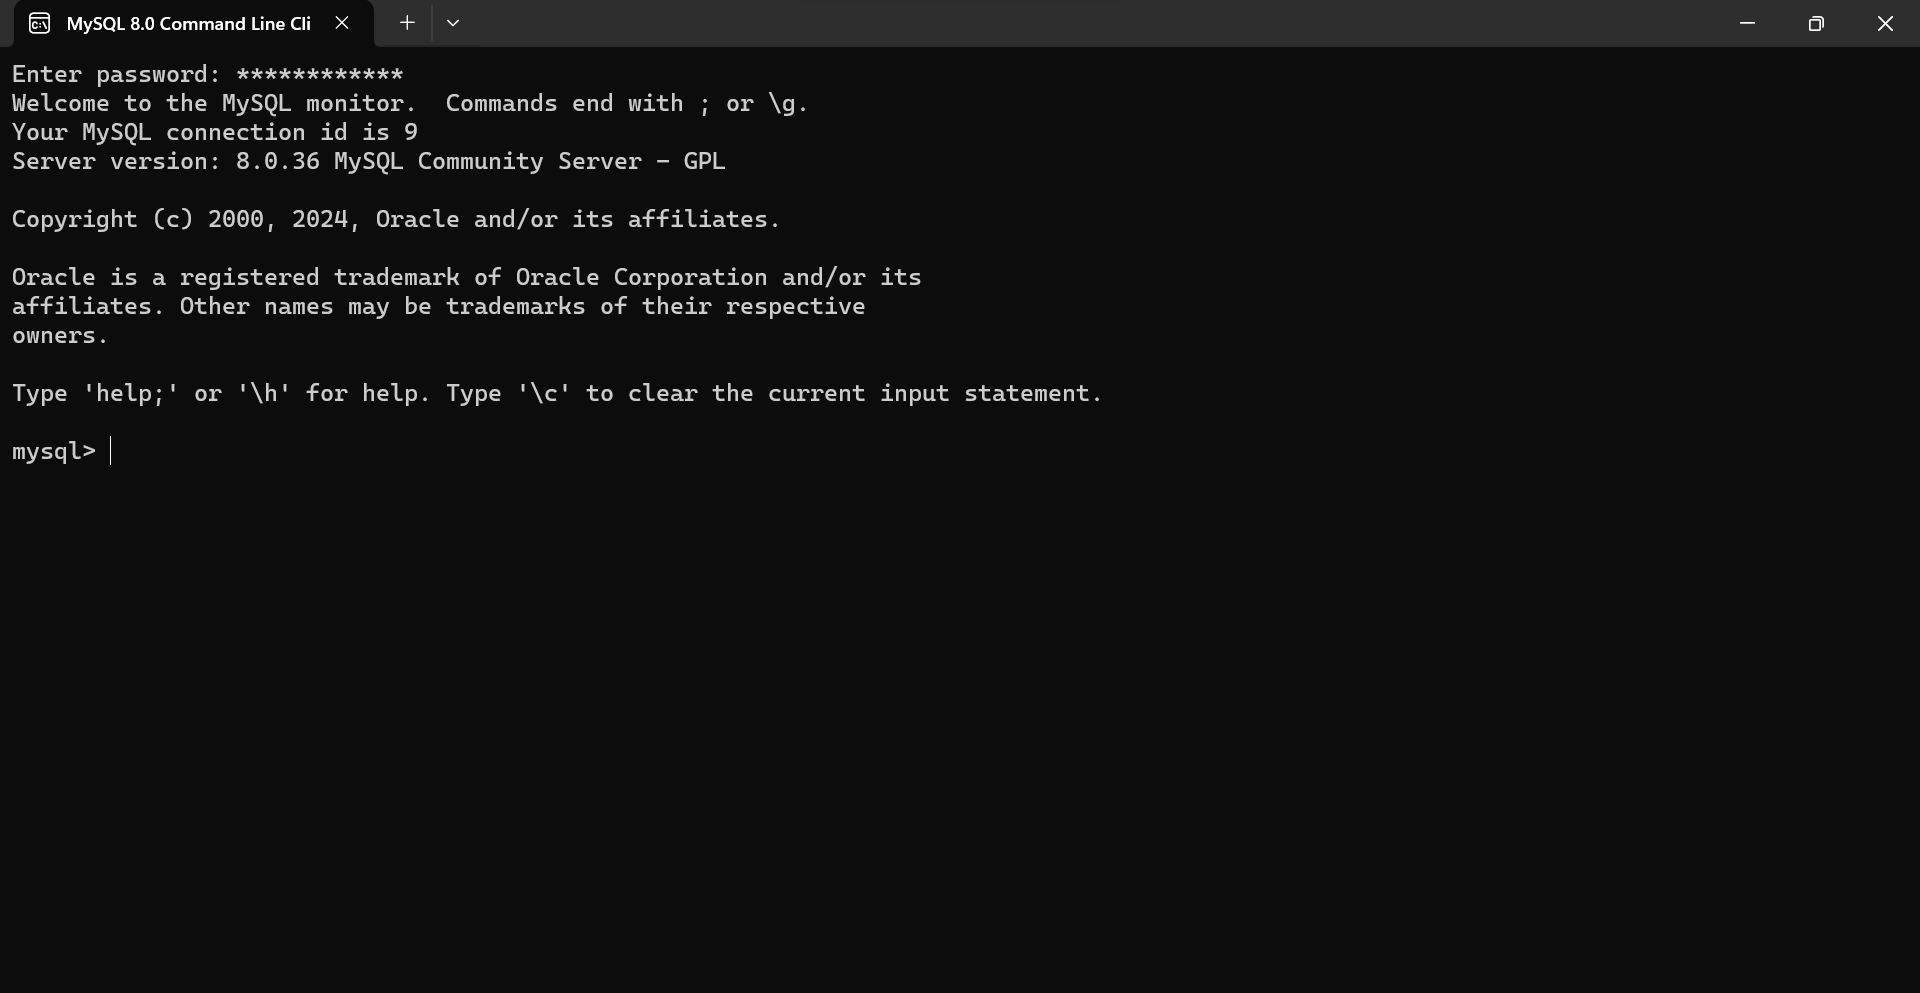 MySQL 8.0 Command Line Cli
Enter password: ************
Welcome to the MySQL monitor.  Commands end with ; or \g.
Your MySQL connection id is 9
Server version: 8.0.36 MySQL Community Server - GPL
Copyright (c) 2000, 2024, Oracle and/or its affiliates.
Oracle is a registered trademark of Oracle Corporation and/or its
affiliates. Other names may be trademarks of their respective
owners.
Type 'help;' or '\h' for help. Type '\c' to clear the current input statement.
mysql>